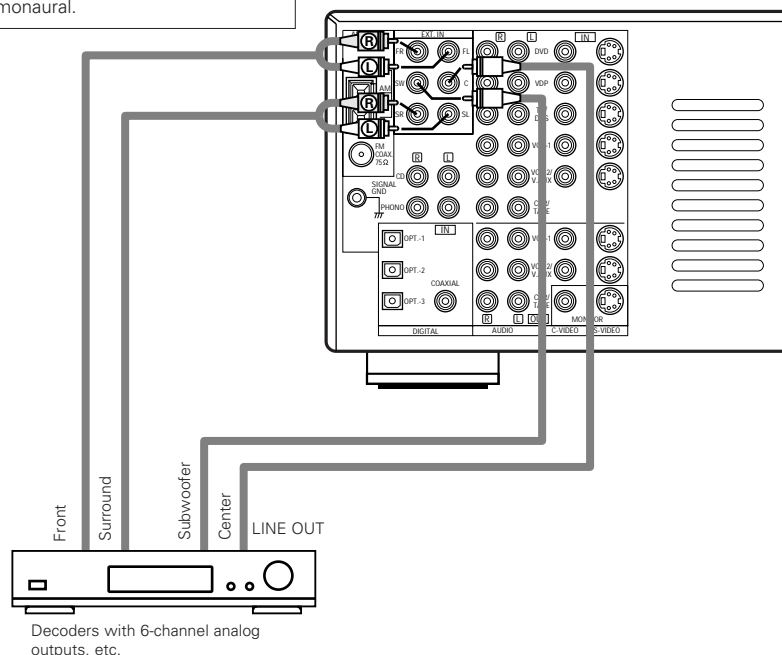 monaural.
EXT. IN
R L IN
FR FL DVD
R
L
SW C VDP
AM
R
SR SL
L
FM
COAX.
75Ω
R L
CD
SIGNAL
GND
PHONO
IN
OPT.-1
OPT.-2
COAXIAL
OPT.-3
R L
MONITOR
DIGITAL AUDIO C-VIDEO S-VIDEO
Front
Surround
Subwoofer
Center
LINE OUT
Decoders with 6-channel analog
outputs, etc.